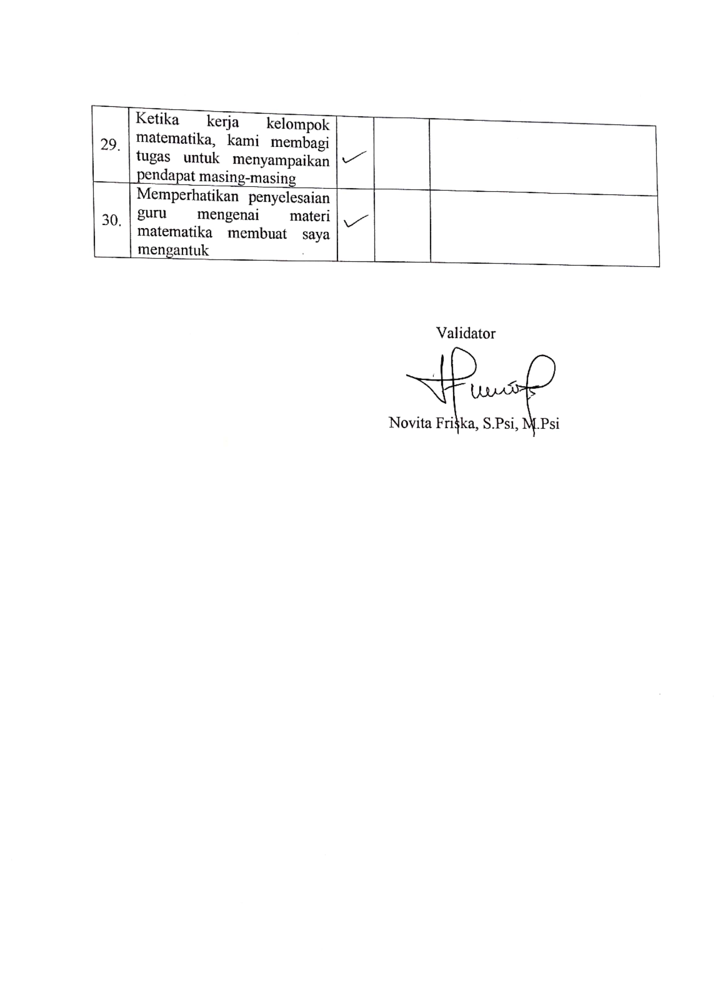 29.
Ketika kerja kelompok
matematika, kami membagi
tugas untuk menyampaikan
pendapat masing-masing
✓
30.
Memperhatikan penyelesaian
guru mengenai materi
matematika membuat saya
mengantuk
✓
Validator
Novita Friska, S.Psi, M.Psi